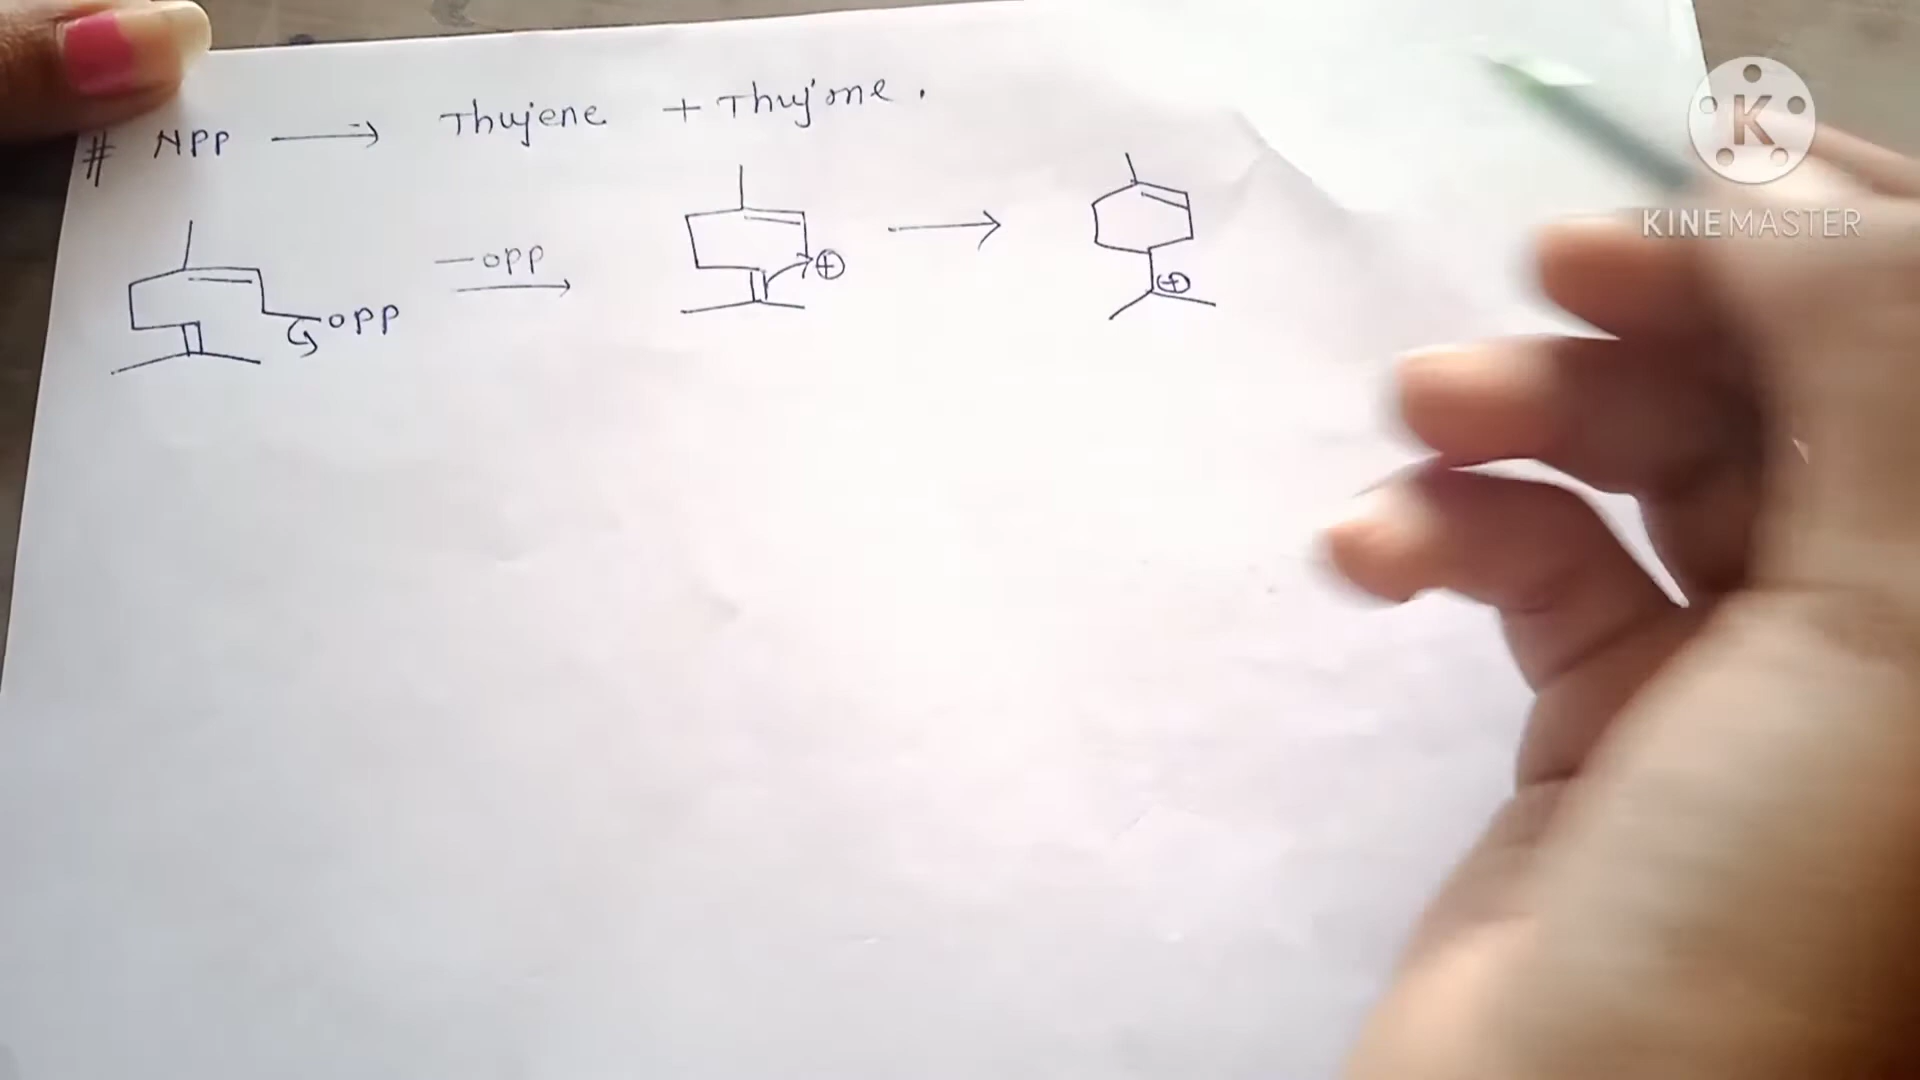 # NPP → Thujene + Thujone.
-OPP
OPP
⊕
⊕
K
KINEMASTER